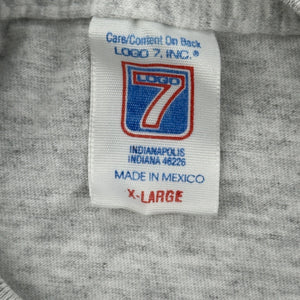 Care/Content On Back
LOGO 7, INC.®
LOGO
7
INDIANAPOLIS
INDIANA 46226
MADE IN MEXICO
X-LARGE